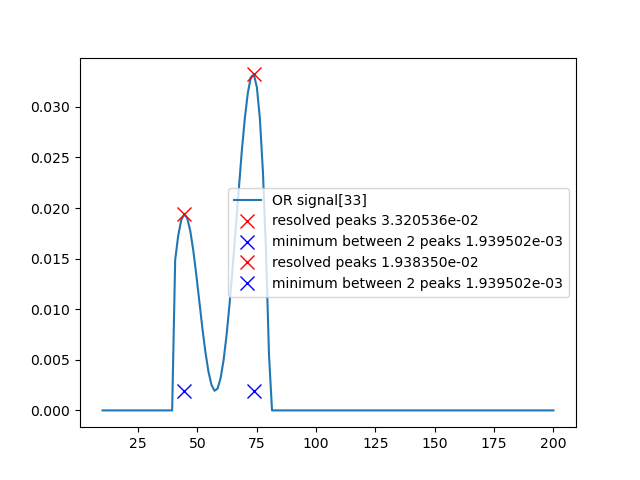 0.030
0.025
0.020
0.015
0.010
0.005
0.000
OR signal[33]
resolved peaks 3.320536e-02
minimum between 2 peaks 1.939502e-03
resolved peaks 1.938350e-02
minimum between 2 peaks 1.939502e-03
25 50 75 100 125 150 175 200